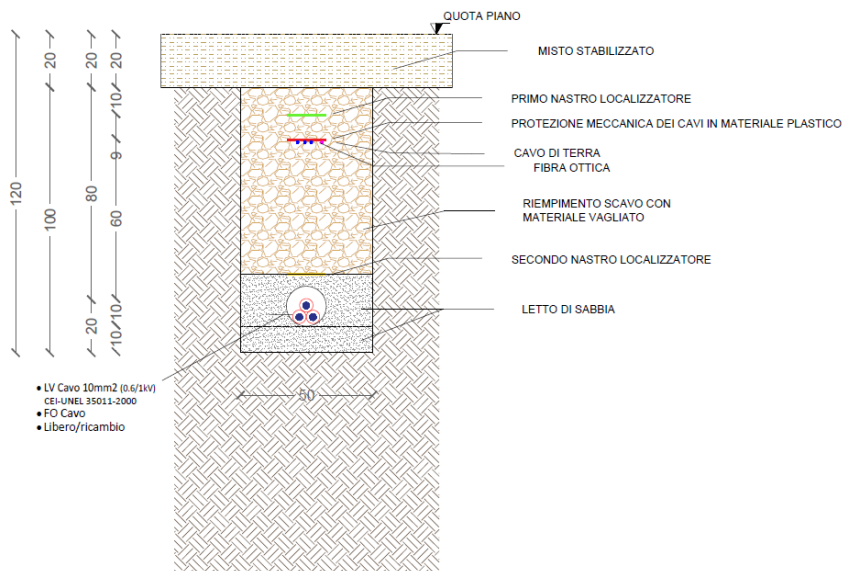 QUOTA PIANO
MISTO STABILIZZATO
PRIMO NASTRO LOCALIZZATORE
PROTEZIONE MECCANICA DEI CAVI IN MATERIALE PLASTICO
CAVO DI TERRA
FIBRA OTTICA
RIEMPIMENTO SCAVO CON
MATERIALE VAGLIATO
SECONDO NASTRO LOCALIZZATORE
LETTO DI SABBIA
120
20
100
20
80
20
20
10
9
60
10
10
50
• LV Cavo 10mm2 (0.6/1kV)
CEI-UNEL 35011-2000
• FO Cavo
• Libero/ricambio